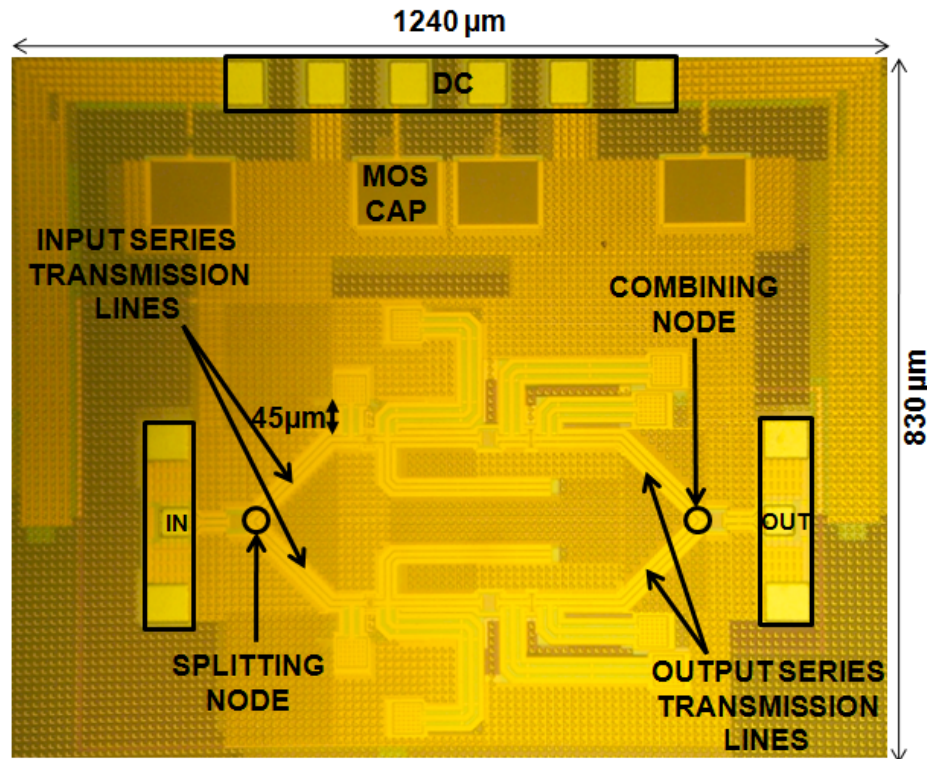 1240 µm
DC
MOS
CAP
INPUT SERIES
TRANSMISSION
LINES
COMBINING
NODE
45µm
830 µm
IN
OUT
SPLITTING
NODE
OUTPUT SERIES
TRANSMISSION
LINES